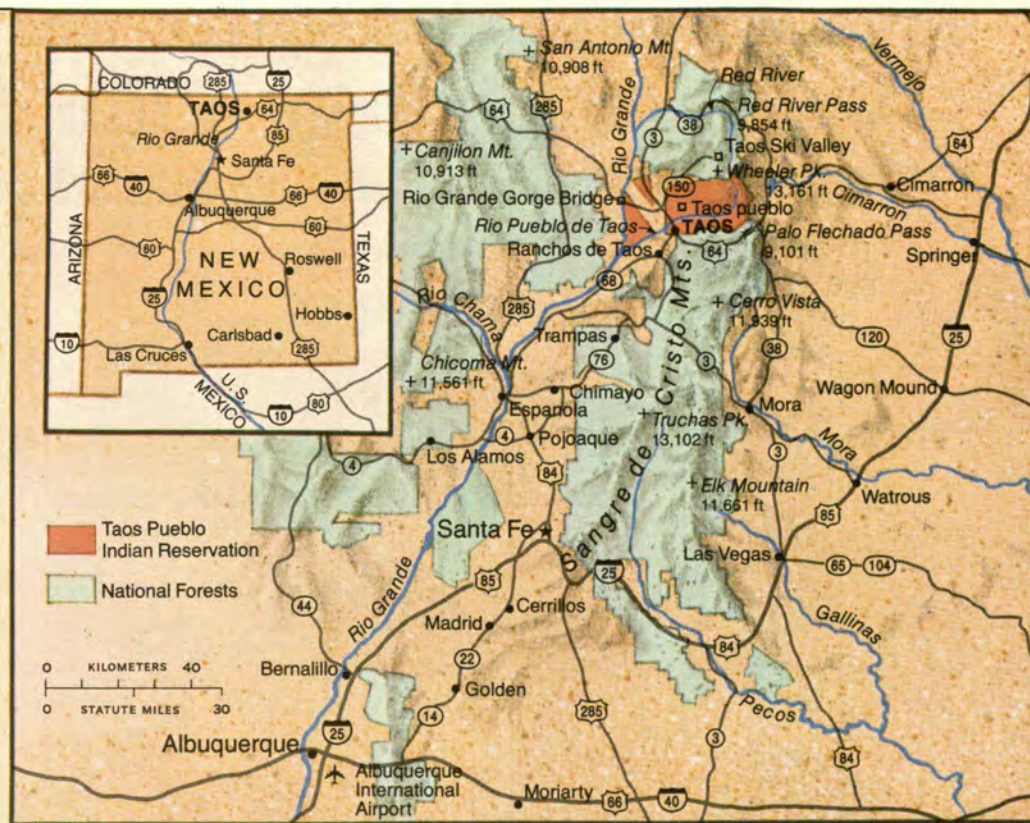 COLORADO
285
25
TAOS
64
Rio Grande
85
Santa Fe
66
40
66
40
Albuquerque
60
60
ARIZONA
TEXAS
NEW
MEXICO
Roswell
25
Hobbs
Carlsbad
10
Las Cruces
285
U.S.
MEXICO
10
80
San Antonio Mt.
10,908 ft
285
64
Rio Grande
Red River
Red River Pass
9,854 ft
3
38
Vermejo
64
Canjilon Mt.
10,913 ft
Taos Ski Valley
Wheeler Pk.
13,161 ft
Cimarron
Cimarron
150
Rio Grande Gorge Bridge
Taos pueblo
Rio Pueblo de Taos
TAOS
Palo Flechado Pass
9,101 ft
64
Ranchos de Taos
Springer
68
Rio Chama
285
Cerro Vista
11,939 ft
120
25
Trampas
38
76
3
Chicoma Mt.
11,561 ft
Chimayo
Wagon Mound
Espanola
Truchas Pk.
13,102 ft
Mora
4
Pojoaque
Mora
Los Alamos
4
84
3
Elk Mountain
11,661 ft
Watrous
85
Sangre de Cristo Mts.
Santa Fe
Las Vegas
25
65
104
Taos Pueblo
Indian Reservation
National Forests
85
44
Rio Grande
Cerrillos
Madrid
Gallinas
84
22
0 KILOMETERS 40
0 STATUTE MILES 30
Bernalillo
Golden
14
285
Pecos
3
84
25
Albuquerque
Albuquerque
International
Airport
Moriarty
66
40